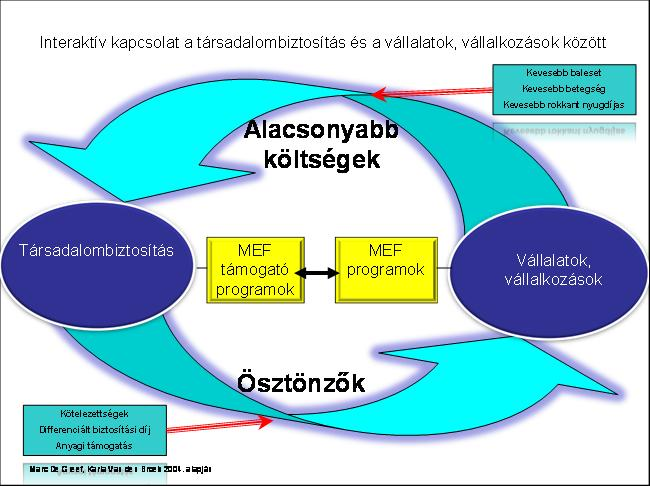 Interaktív kapcsolat a társadalombiztosítás és a vállalatok, vállalkozások között
Kevesebb baleset
Kevesebb betegség
Kevesebb rokkant nyugdíjas
Alacsonyabb
költségek
Társadalombiztosítás
MEF
támogató
programok
MEF
programok
Vállalatok,
vállalkozások
Ösztönzők
Kötelezettségek
Differenciált biztosítási díj
Anyagi támogatás
Marc De Greef, Karla Van den Broek 2004. alapján